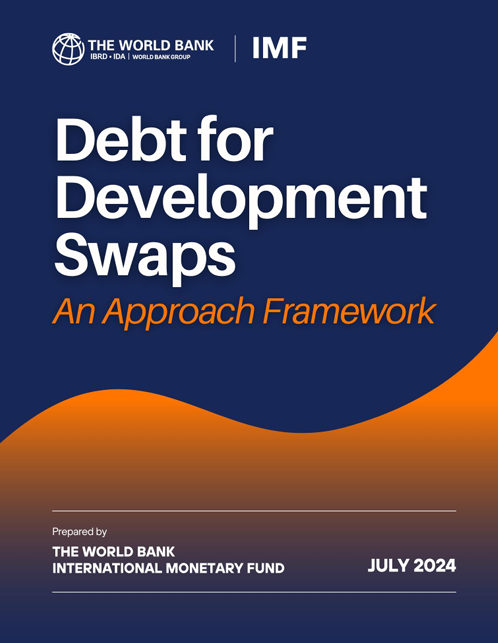 THE WORLD BANK
IBRD • IDA | WORLD BANK GROUP
IMF
Debt for
Development
Swaps
An Approach Framework
Prepared by
THE WORLD BANK
INTERNATIONAL MONETARY FUND
JULY 2024